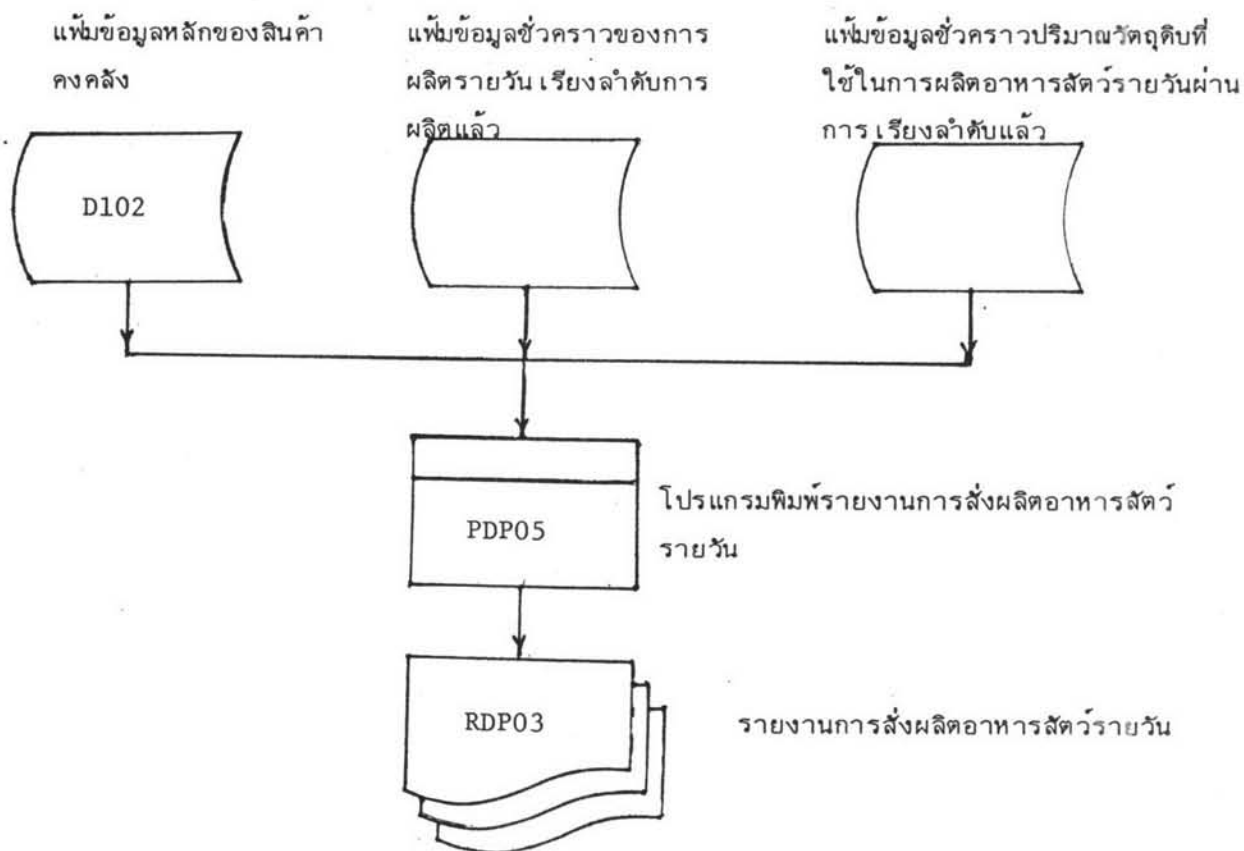 แฟ้มข้อมูลหลักของสินค้า
คงคลัง
แฟ้มข้อมูลชั่วคราวของการ
ผลิตรายวัน เรียงลำดับการ
ผลิตแล้ว
แฟ้มข้อมูลชั่วคราวปริมาณวัตถุดิบที่
ใช้ในการผลิตอาหารสัตว์รายวันผ่าน
การ เรียงลำดับแล้ว
D102
PDP05
โปรแกรมพิมพ์รายงานการสั่งผลิตอาหารสัตว์
รายวัน
RDP03
รายงานการสั่งผลิตอาหารสัตว์รายวัน